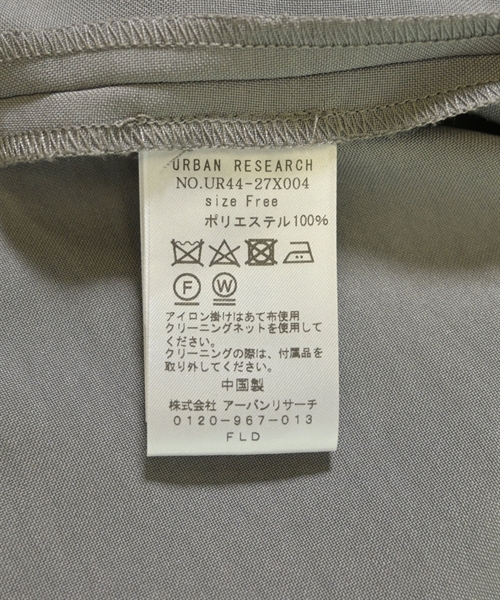 URBAN RESEARCH
NO.UR44-27X004
size Free
ポリエステル100%
F W
アイロン掛けはあて布使用
クリーニングネットを使用して
ください。
クリーニングの際は、付属品を
取り外してください。
中国製
株式会社 アーバンリサーチ
0120-967-013
FLD